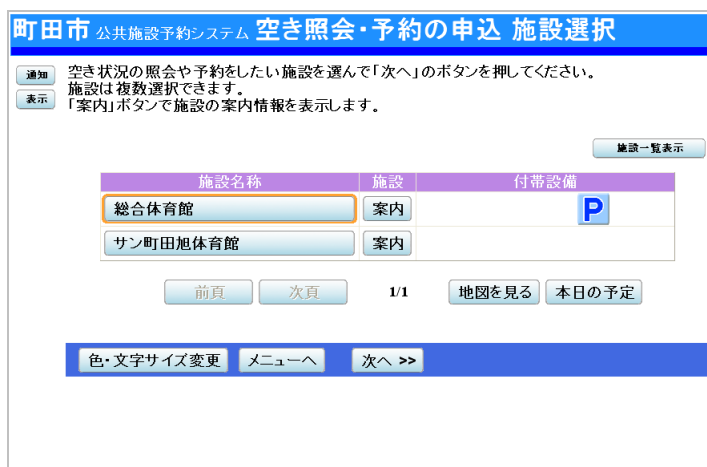 町田市 公共施設予約システム 空き照会・予約の申込 施設選択
通知
表示
空き状況の照会や予約をしたい施設を選んで「次へ」のボタンを押してください。
施設は複数選択できます。
「案内」ボタンで施設の案内情報を表示します。
施設一覧表示
施設名称 施設 付帯設備
総合体育館 案内 P
サン町田旭体育館 案内
前頁 次頁 1/1 地図を見る 本日の予定
色・文字サイズ変更 メニューへ 次へ >>